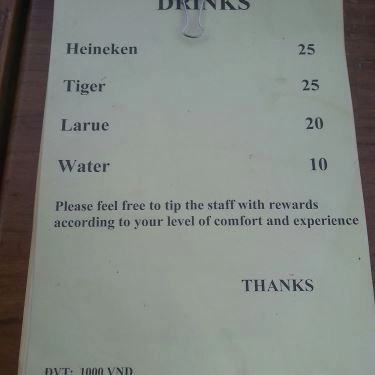 DRINKS
Heineken 25
Tiger 25
Larue 20
Water 10
Please feel free to tip the staff with rewards
according to your level of comfort and experience
THANKS
ĐVT: 1000 VND